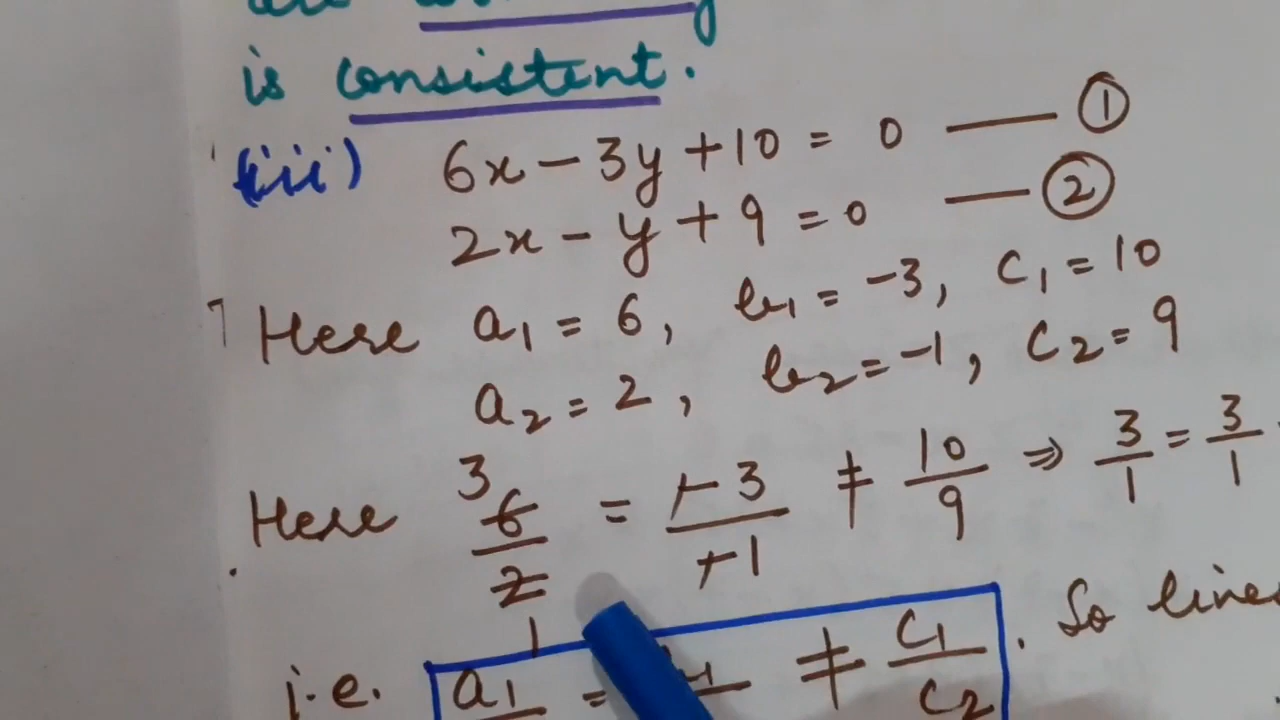 is consistent.
(iii) 6x - 3y + 10 = 0 —— ①
2x - y + 9 = 0 —— ②
Here a₁ = 6, b₁ = -3, c₁ = 10
a₂ = 2, b₂ = -1, c₂ = 9
Here 6/2 = -3/-1 ≠ 10/9 ⇒ 3/1 = 3/1
i.e. a₁ = ≠ c₁/c₂. So lines